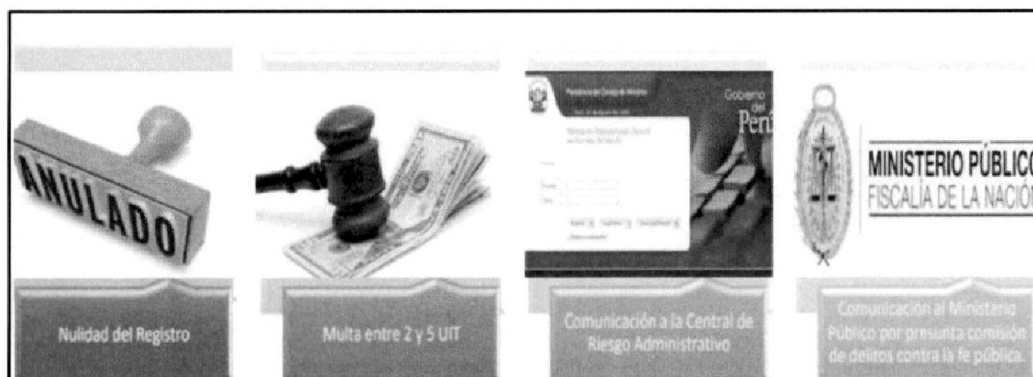 ANULADO
Gobierno
del
Perú
MINISTERIO PÚBLICO
FISCALÍA DE LA NACIÓN
Nulidad del Registro
Multa entre 2 y 5 UIT
Comunicación a la Central de
Riesgo Administrativo
Comunicación al Ministerio
Público por presunta comisión
de delitos contra la fe pública.